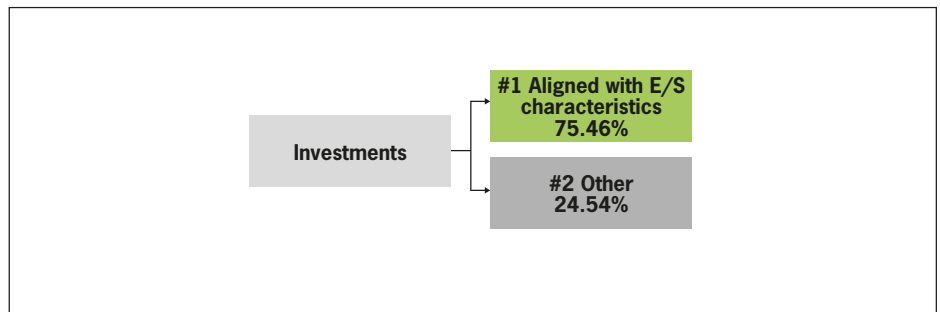 Investments
#1 Aligned with E/S
characteristics
75.46%
#2 Other
24.54%